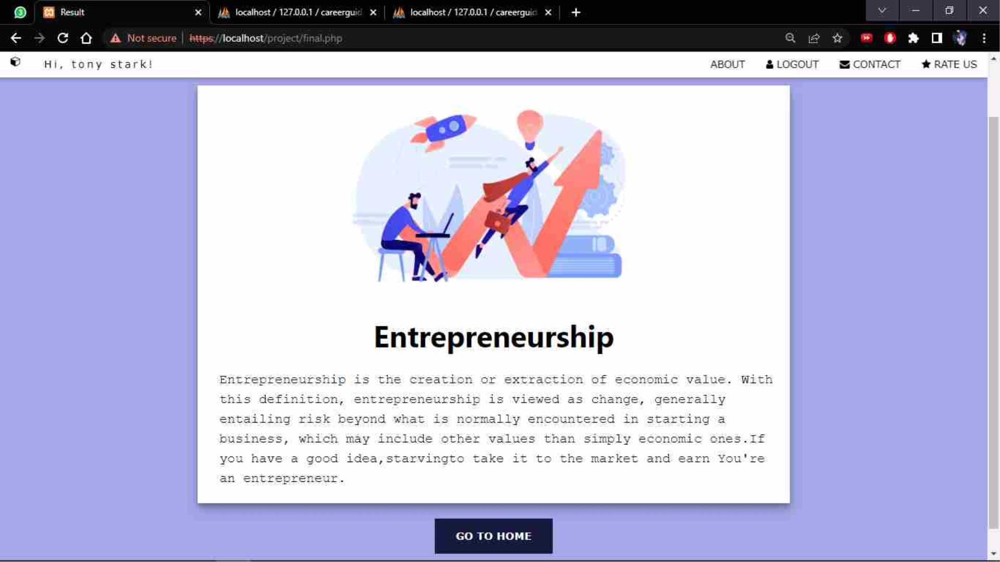 3
Result
localhost / 127.0.0.1 / careerguid
localhost / 127.0.0.1 / careerguid
Not secure
https://localhost/project/final.php
Hi, tony stark!
ABOUT
LOGOUT
CONTACT
RATE US
Entrepreneurship
Entrepreneurship is the creation or extraction of economic value. With
this definition, entrepreneurship is viewed as change, generally
entailing risk beyond what is normally encountered in starting a
business, which may include other values than simply economic ones.If
you have a good idea,starvingto take it to the market and earn You're
an entrepreneur.
GO TO HOME